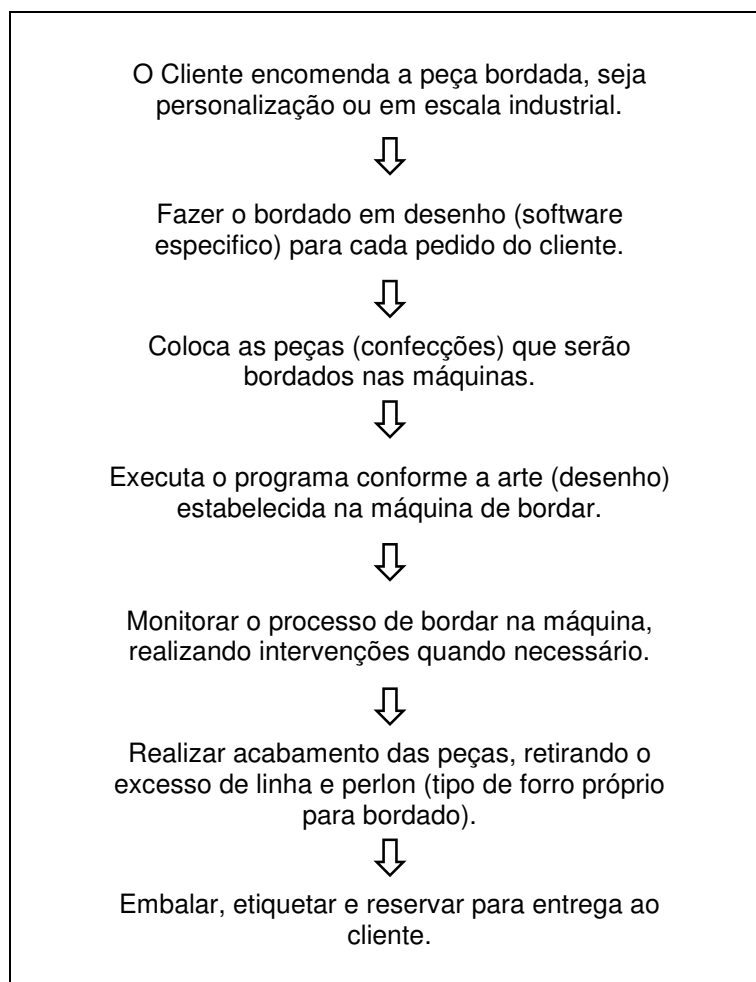 O Cliente encomenda a peça bordada, seja
personalização ou em escala industrial.
Fazer o bordado em desenho (software
especifico) para cada pedido do cliente.
Coloca as peças (confecções) que serão
bordados nas máquinas.
Executa o programa conforme a arte (desenho)
estabelecida na máquina de bordar.
Monitorar o processo de bordar na máquina,
realizando intervenções quando necessário.
Realizar acabamento das peças, retirando o
excesso de linha e perlon (tipo de forro próprio
para bordado).
Embalar, etiquetar e reservar para entrega ao
cliente.